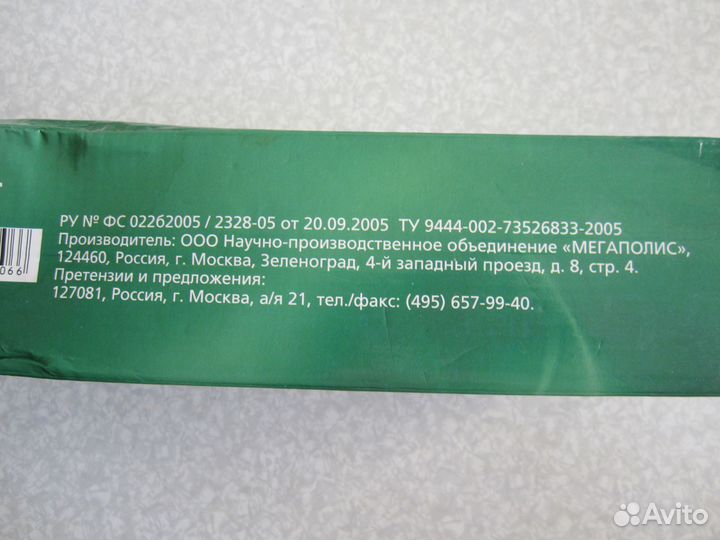 РУ № ФС 02262005 / 2328-05 от 20.09.2005 ТУ 9444-002-73526833-2005
Производитель: ООО Научно-производственное объединение «МЕГАПОЛИС»,
124460, Россия, г. Москва, Зеленоград, 4-й западный проезд, д. 8, стр. 4.
Претензии и предложения:
127081, Россия, г. Москва, а/я 21, тел./факс: (495) 657-99-40.
066
Avito